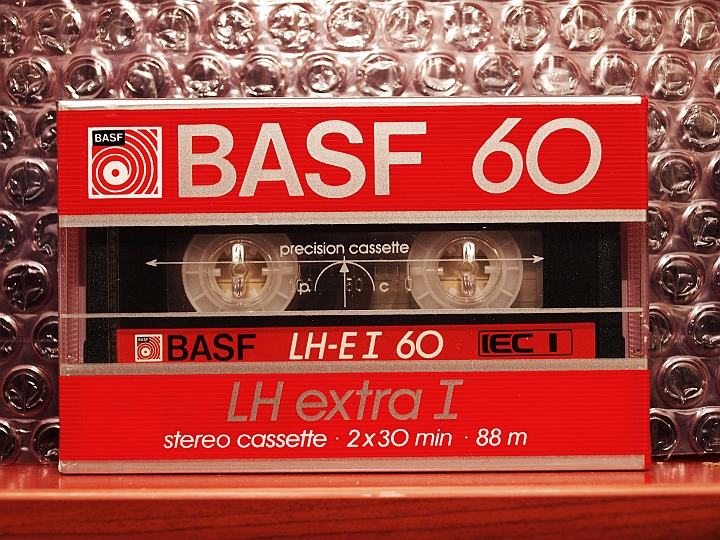 BASF
BASF 60
precision cassette
BASF LH-E I 60 IEC I
LH extra I
stereo cassette · 2x30 min · 88 m